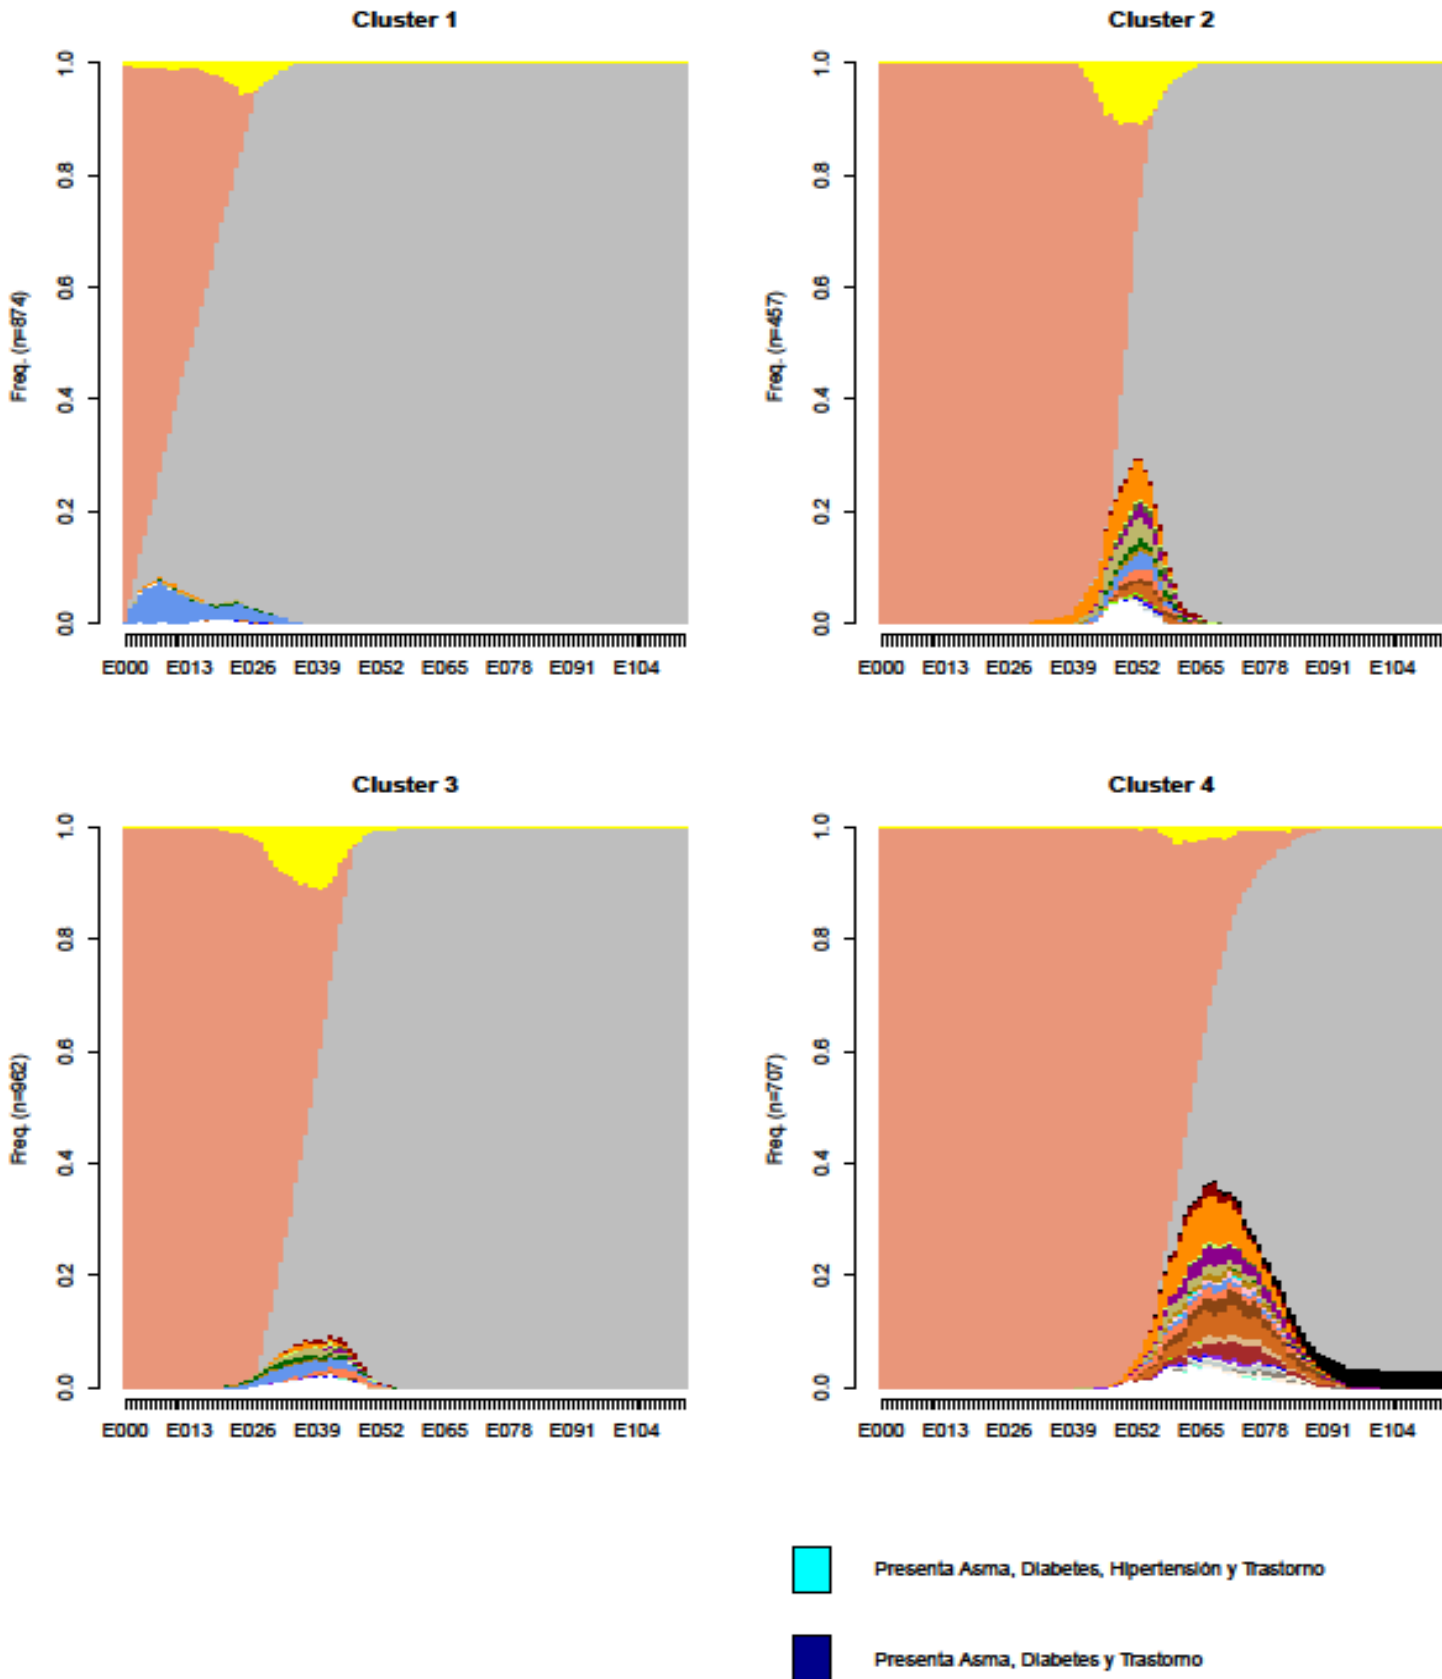 Cluster 1
Cluster 2
1.0
0.8
0.6
0.4
0.2
0.0
Freq. (n=874)
E000 E013 E026 E039 E052 E065 E078 E091 E104
1.0
0.8
0.6
0.4
0.2
0.0
Freq. (n=457)
E000 E013 E026 E039 E052 E065 E078 E091 E104
Cluster 3
Cluster 4
1.0
0.8
0.6
0.4
0.2
0.0
Freq. (n=962)
E000 E013 E026 E039 E052 E065 E078 E091 E104
1.0
0.8
0.6
0.4
0.2
0.0
Freq. (n=707)
E000 E013 E026 E039 E052 E065 E078 E091 E104
Presenta Asma, Diabetes, Hipertensión y Trastorno
Presenta Asma, Diabetes y Trastorno